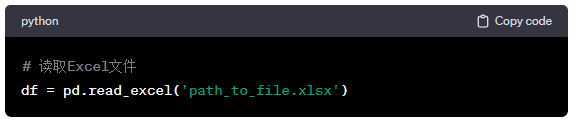 python
Copy code
# 读取Excel文件
df = pd.read_excel('path_to_file.xlsx')